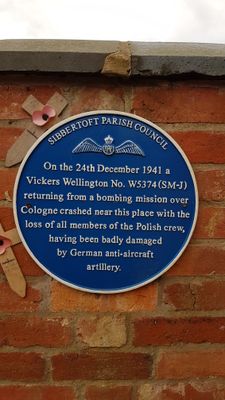 SIBBERTOFT PARISH COUNCIL
On the 24th December 1941 a
Vickers Wellington No. W5374 (SM-J)
returning from a bombing mission over
Cologne crashed near this place with the
loss of all members of the Polish crew,
having been badly damaged
by German anti-aircraft
artillery.